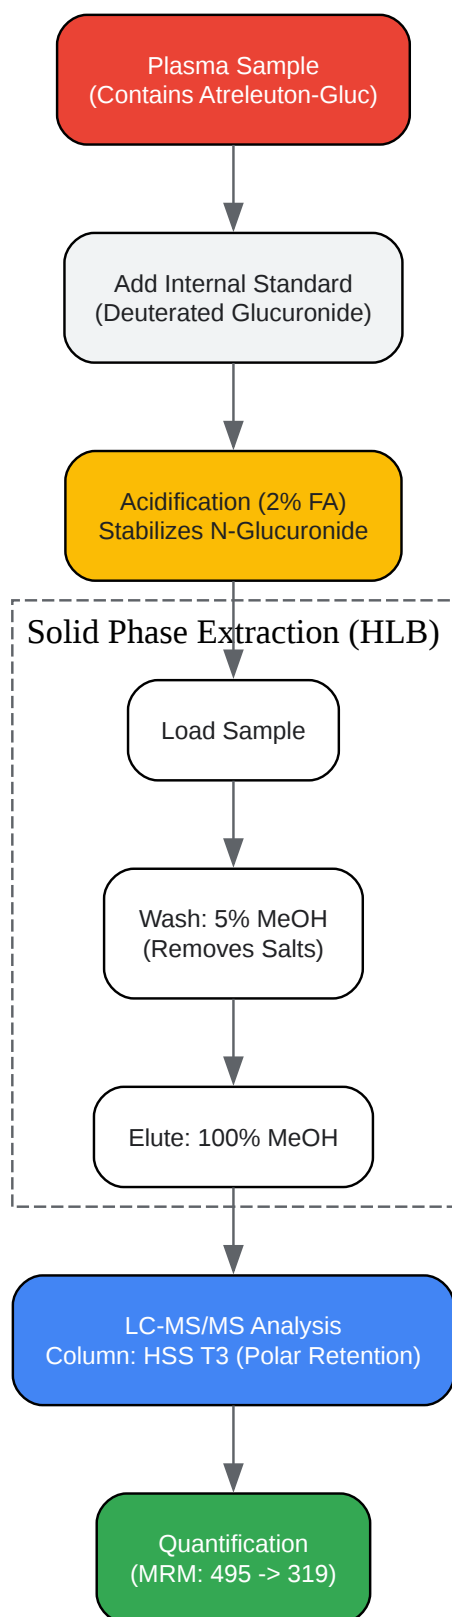 Plasma Sample
(Contains Atreleuton-Gluc)
Add Internal Standard
(Deuterated Glucuronide)
Acidification (2% FA)
Stabilizes N-Glucuronide
Solid Phase Extraction (HLB)
Load Sample
Wash: 5% MeOH
(Removes Salts)
Elute: 100% MeOH
LC-MS/MS Analysis
Column: HSS T3 (Polar Retention)
Quantification
(MRM: 495 -> 319)